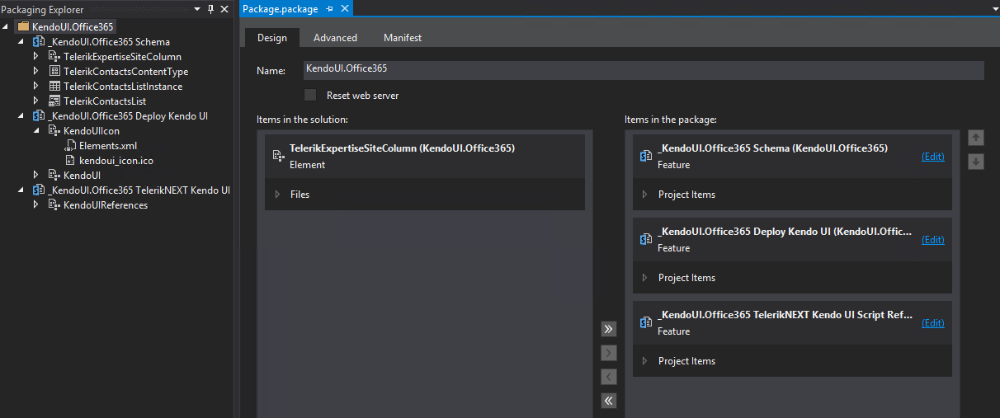 Packaging Explorer
KendoUI.Office365
_KendoUI.Office365 Schema
TelerikExpertiseSiteColumn
TelerikContactsContentType
TelerikContactsListInstance
TelerikContactsList
_KendoUI.Office365 Deploy Kendo UI
KendoUIIcon
Elements.xml
kendoui_icon.ico
KendoUI
_KendoUI.Office365 TelerikNEXT Kendo UI
KendoUIReferences
Package.package
Design Advanced Manifest
Name: KendoUI.Office365
Reset web server
Items in the solution:
TelerikExpertiseSiteColumn (KendoUI.Office365)
Element
Files
Items in the package:
_KendoUI.Office365 Schema (KendoUI.Office365) (Edit)
Feature
Project Items
_KendoUI.Office365 Deploy Kendo UI (KendoUI.Offic... (Edit)
Feature
Project Items
_KendoUI.Office365 TelerikNEXT Kendo UI Script Ref... (Edit)
Feature
Project Items